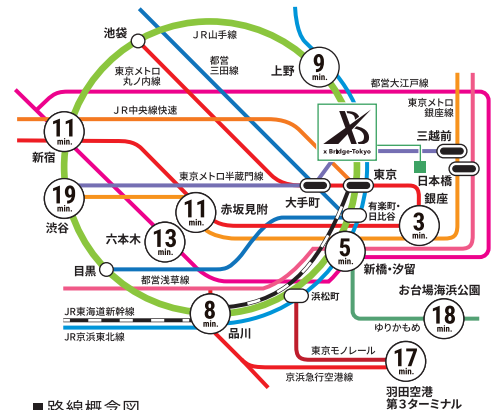 池袋
JR山手線
都営
三田線
上野
9
min.
東京メトロ
丸ノ内線
都営大江戸線
東京メトロ
銀座線
JR中央線快速
11
min.
新宿
x Bridge-Tokyo
三越前
日本橋
東京メトロ半蔵門線
東京
大手町
19
min.
渋谷
11
min.
赤坂見附
有楽町・
日比谷
銀座
3
min.
六本木
13
min.
5
min.
新橋・汐留
目黒
都営浅草線
浜松町
お台場海浜公園
JR東海道新幹線
8
min.
品川
18
min.
ゆりかもめ
JR京浜東北線
東京モノレール
17
min.
京浜急行空港線
羽田空港
第3ターミナル
■路線概念図